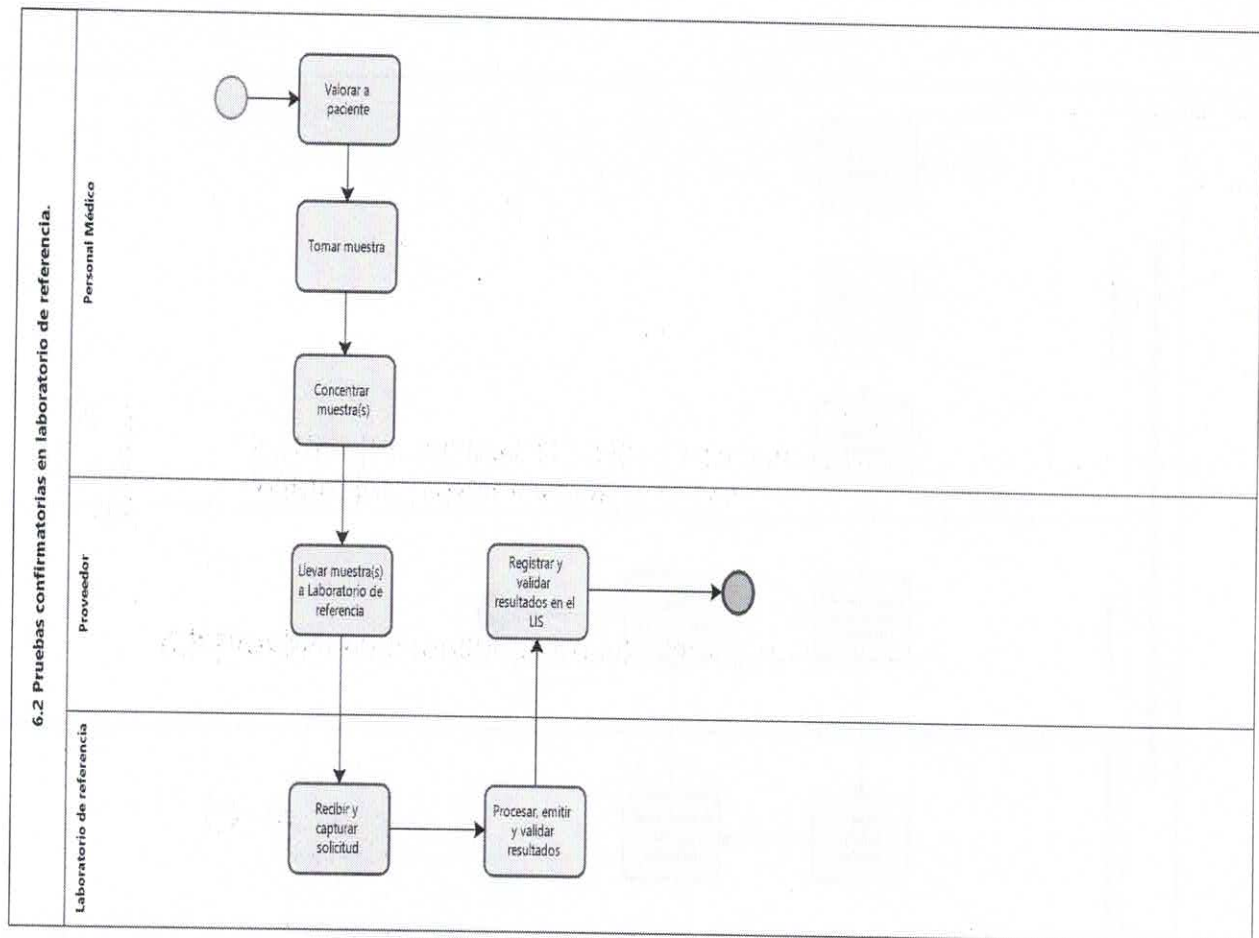 6.2 Pruebas confirmatorias en laboratorio de referencia.
Personal Médico
Valorar a
paciente
Tomar muestra
Concentrar
muestra(s)
Proveedor
Llevar muestra(s)
a Laboratorio de
referencia
Registrar y
validar
resultados en el
LIS
Laboratorio de referencia
Recibir y
capturar
solicitud
Procesar, emitir
y validar
resultados